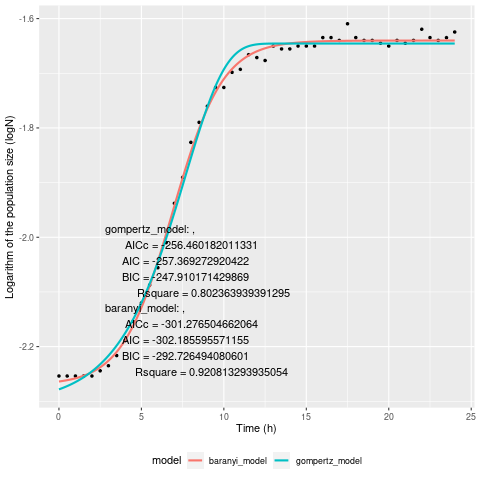 -1.6
-1.8
-2.0
-2.2
Logarithm of the population size (logN)
gompertz_model: ,
AICc = -256.460182011331
AIC = -257.369272920422
BIC = -247.910171429869
Rsquare = 0.802363939391295
baranyi_model: ,
AICc = -301.276504662064
AIC = -302.185595571155
BIC = -292.726494080601
Rsquare = 0.920813293935054
0 5 10 15 20 25
Time (h)
model baranyi_model gompertz_model